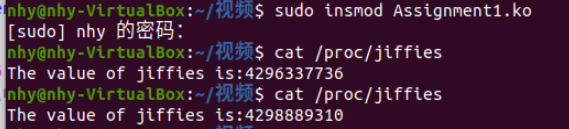 nhy@nhy-VirtualBox:~/视频$ sudo insmod Assignment1.ko
[sudo] nhy 的密码：
nhy@nhy-VirtualBox:~/视频$ cat /proc/jiffies
The value of jiffies is:4296337736
nhy@nhy-VirtualBox:~/视频$ cat /proc/jiffies
The value of jiffies is:4298889310